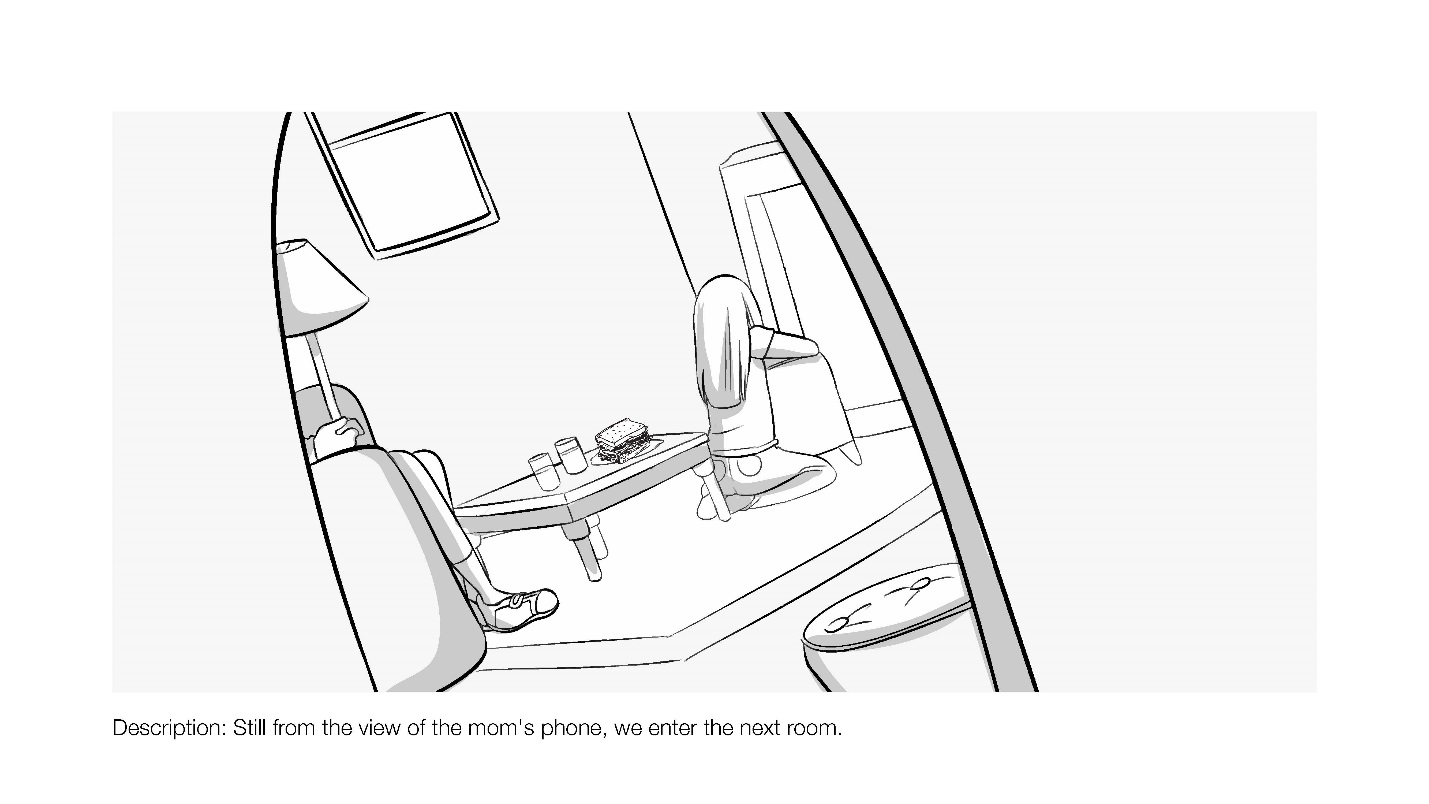 Description: Still from the view of the mom's phone, we enter the next room.